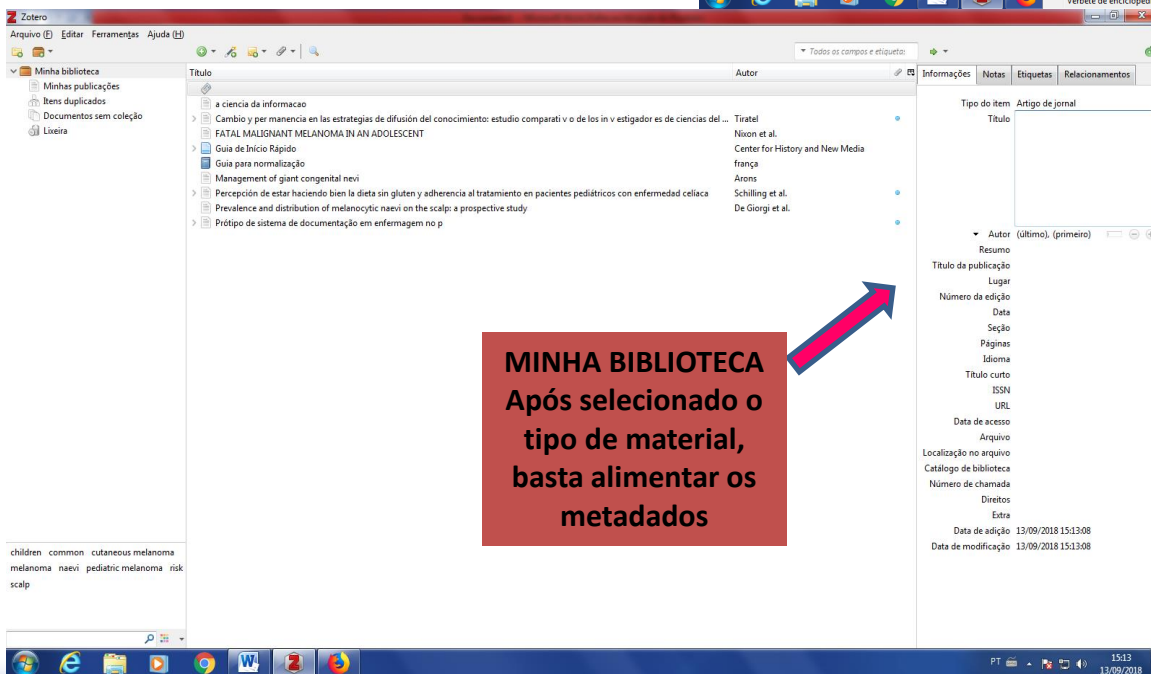 Verbete de encicloped
Zotero
Arquivo (F) Editar Ferramentas Ajuda (H)
Todos os campos e etiqueta:
Minha biblioteca
Minhas publicações
Itens duplicados
Documentos sem coleção
Lixeira
Título Autor
a ciencia da informacao
Cambio y per manencia en las estrategias de difusión del conocimiento: estudio comparati v o de los in v estigador es de ciencias del ... Tiratel
FATAL MALIGNANT MELANOMA IN AN ADOLESCENT Nixon et al.
Guia de Início Rápido Center for History and New Media
Guia para normalização frança
Management of giant congenital nevi Arons
Percepción de estar haciendo bien la dieta sin gluten y adherencia al tratamiento en pacientes pediátricos con enfermedad celíaca Schilling et al.
Prevalence and distribution of melanocytic naevi on the scalp: a prospective study De Giorgi et al.
Prótipo de sistema de documentação em enfermagem no p
Informações Notas Etiquetas Relacionamentos
Tipo do item Artigo de jornal
Título
Autor (último), (primeiro)
Resumo
Título da publicação
Lugar
Número da edição
Data
Seção
Páginas
Idioma
Título curto
ISSN
URL
Data de acesso
Arquivo
Localização no arquivo
Catálogo de biblioteca
Número de chamada
Direitos
Extra
Data de adição 13/09/2018 15:13:08
Data de modificação 13/09/2018 15:13:08
MINHA BIBLIOTECA
Após selecionado o
tipo de material,
basta alimentar os
metadados
children common cutaneous melanoma
melanoma naevi pediatric melanoma risk
scalp
PT 15:13
13/09/2018